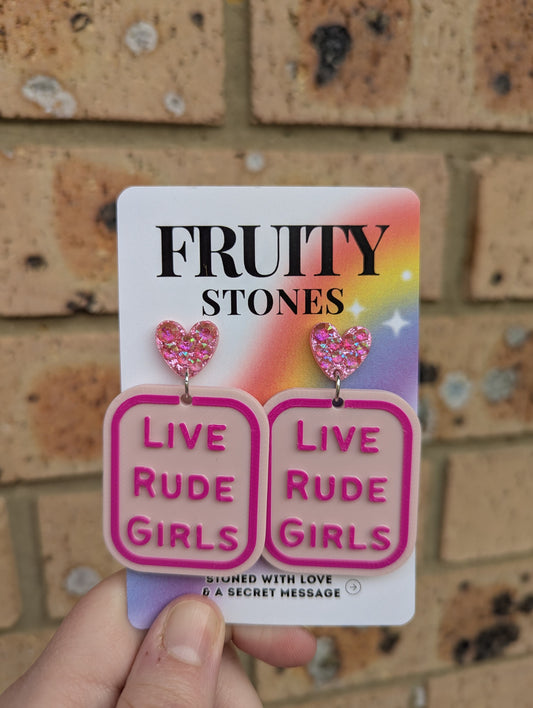 FRUITY
STONES
LIVE
RUDE
GIRLS
LIVE
RUDE
GIRLS
STONED WITH LOVE
& A SECRET MESSAGE